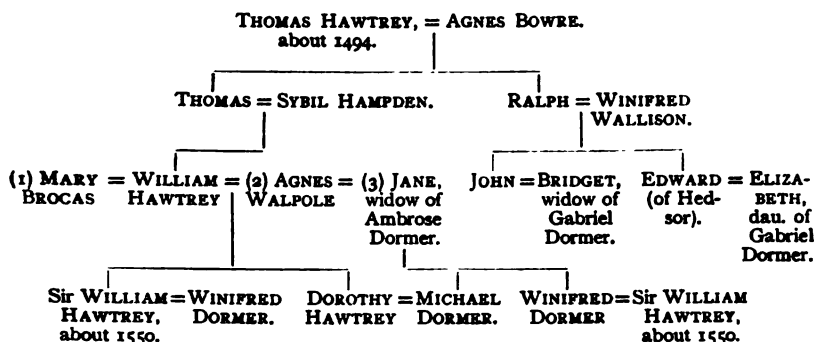 THOMAS HAWTREY, = AGNES BOWRE.
about 1494.
THOMAS = SYBIL HAMPDEN.
RALPH = WINIFRED
WALLISON.
(1) MARY = WILLIAM = (2) AGNES = (3) JANE,
BROCAS HAWTREY WALPOLE widow of
Ambrose
Dormer.
JOHN = BRIDGET,
widow of
Gabriel
Dormer.
EDWARD = ELIZA-
(of Hed- BETH,
sor). dau. of
Gabriel
Dormer.
Sir WILLIAM = WINIFRED
HAWTREY, DORMER.
about 1550.
DOROTHY = MICHAEL
HAWTREY DORMER.
WINIFRED = Sir WILLIAM
DORMER HAWTREY,
about 1550.